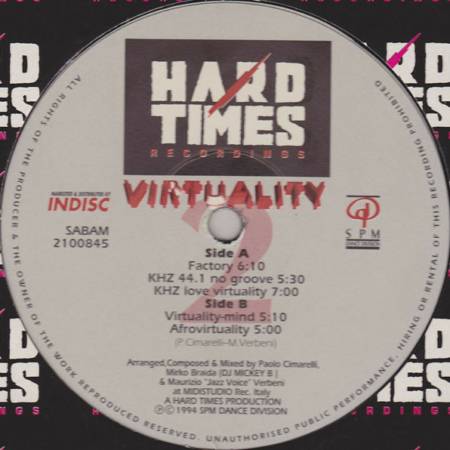 HARD
TIMES
RECORDINGS
MARKETED & DISTRIBUTED BY
INDISC
SABAM
2100845
VIRTUALITY
2
SPM
DANCE DIVISION
Side A
Factory 6:10
KHZ 44.1 no groove 5:30
KHZ love virtuality 7:00
Side B
Virtuality-mind 5:10
Afrovirtuality 5:00
(P.Cimarelli-M.Verbeni)
Arranged,Composed & Mixed by Paolo Cimarelli,
Mirko Braida (DJ MICKEY B )
& Maurizio "Jazz Voice" Verbeni
at MIDISTUDIO Rec. Italy
A HARD TIMES PRODUCTION
℗©1994 SPM DANCE DIVISION
ALL RIGHTS OF THE PRODUCER & THE OWNER OF THE WORK REPRODUCED RESERVED. UNAUTHORISED PUBLIC PERFORMANCE, HIRING OR RENTAL OF THIS RECORDING PROHIBITED